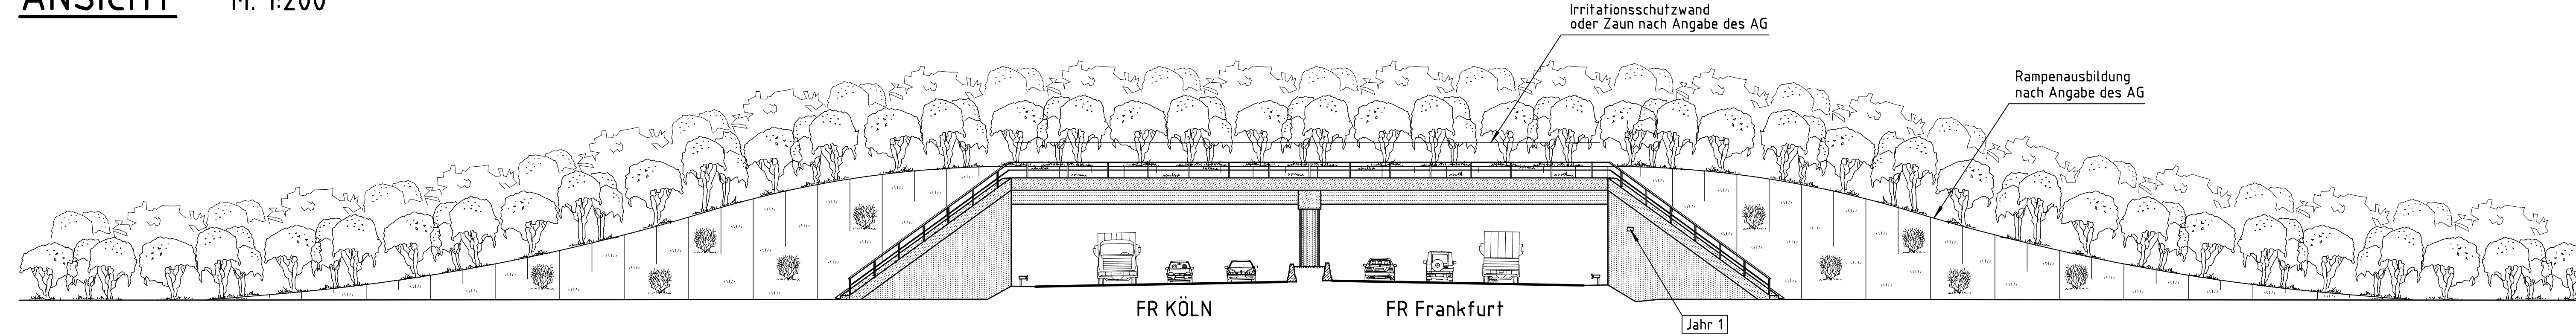 ANSICHT M. 1:200
Irritationsschutzwand
oder Zaun nach Angabe des AG
Rampenausbildung
nach Angabe des AG
FR KÖLN
FR Frankfurt
Jahr 1